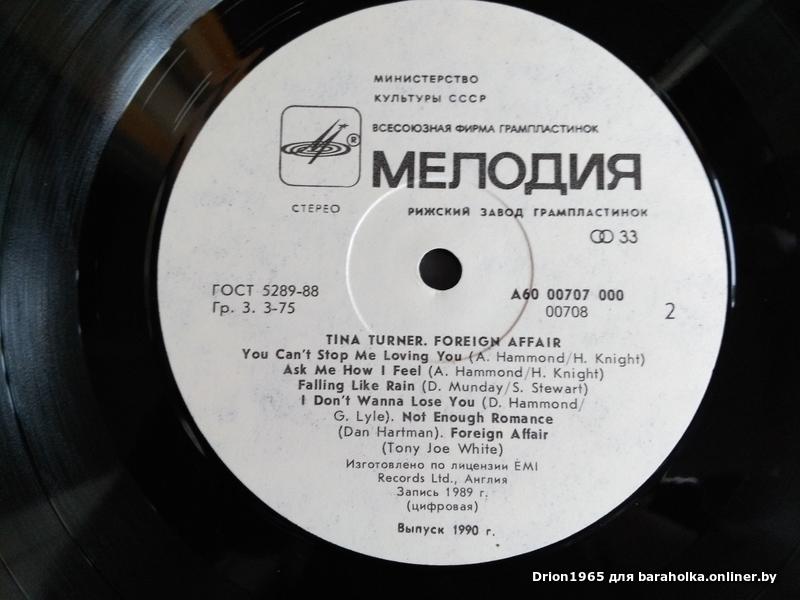 МИНИСТЕРСТВО
КУЛЬТУРЫ СССР
ВСЕСОЮЗНАЯ ФИРМА ГРАМПЛАСТИНОК
®
МЕЛОДИЯ
СТЕРЕО
РИЖСКИЙ ЗАВОД ГРАМПЛАСТИНОК
33
ГОСТ 5289-88
Гр. 3. 3-75
А60 00707 000
00708
2
TINA TURNER. FOREIGN AFFAIR
You Can't Stop Me Loving You (A. Hammond/H. Knight)
Ask Me How I Feel (A. Hammond/H. Knight)
Falling Like Rain (D. Munday/S. Stewart)
I Don't Wanna Lose You (D. Hammond/
G. Lyle). Not Enough Romance
(Dan Hartman). Foreign Affair
(Tony Joe White)
Изготовлено по лицензии EMI
Records Ltd., Англия
Запись 1989 г.
(цифровая)
Выпуск 1990 г.
Drion1965 для baraholka.onliner.by